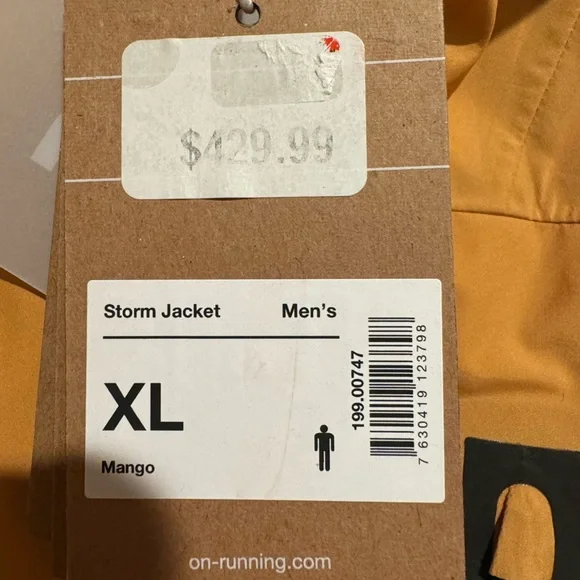 $429.99
Storm Jacket Men's
XL
Mango
199.00747
7 630419 123798
on-running.com